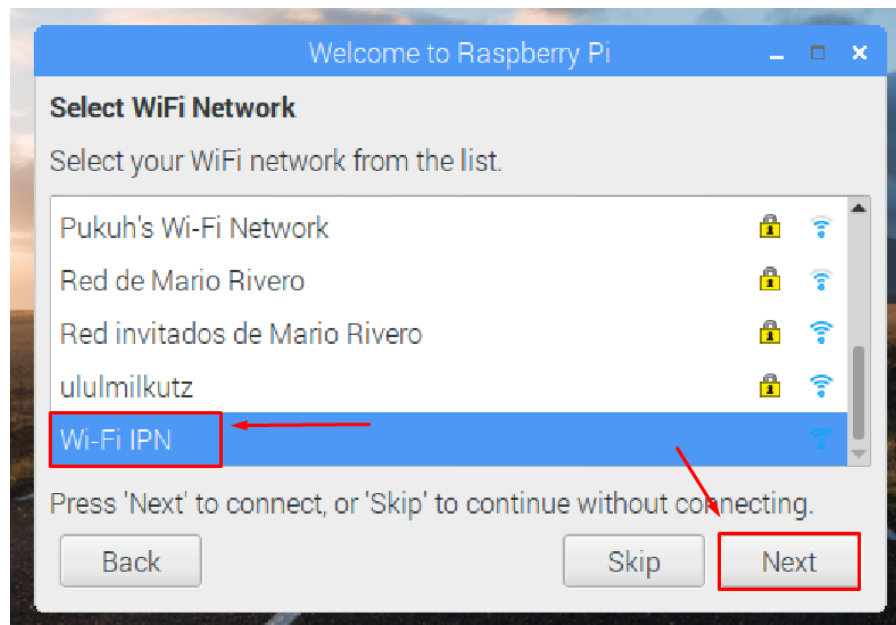 Welcome to Raspberry Pi
Select WiFi Network
Select your WiFi network from the list.
Pukuh's Wi-Fi Network
Red de Mario Rivero
Red invitados de Mario Rivero
ululmilkutz
Wi-Fi IPN
Press 'Next' to connect, or 'Skip' to continue without connecting.
Back Skip Next